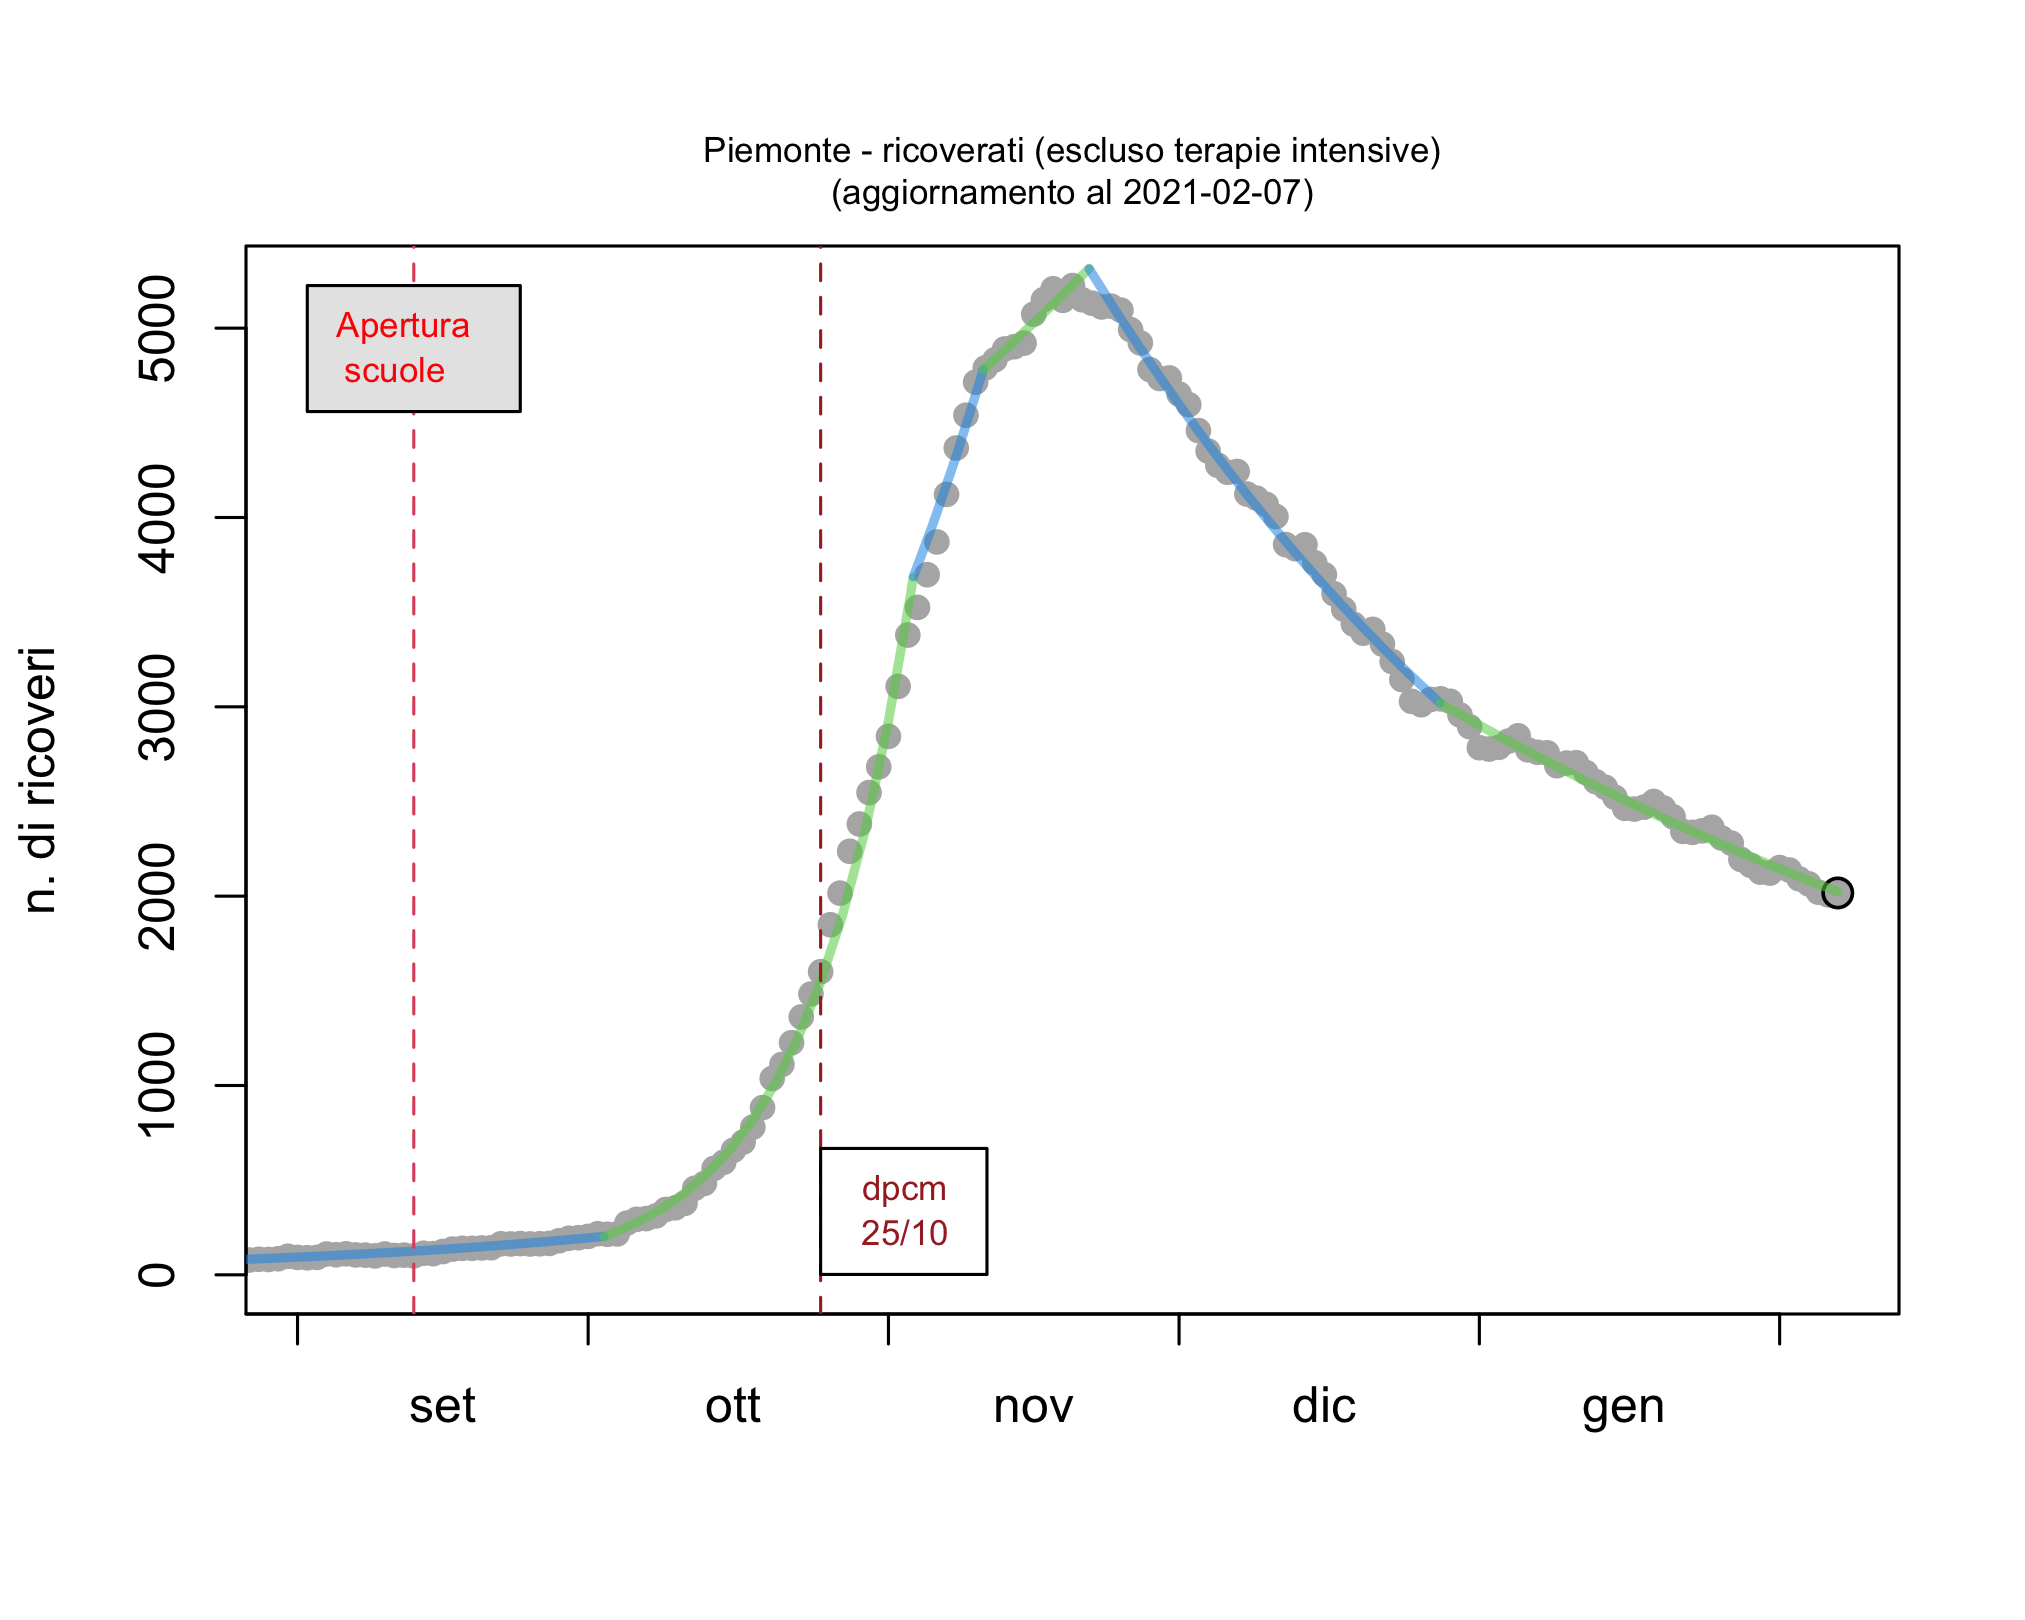 Piemonte - ricoverati (escluso terapie intensive)
(aggiornamento al 2021-02-07)
n. di ricoveri
5000
4000
3000
2000
1000
0
Apertura
scuole
dpcm
25/10
set
ott
nov
dic
gen